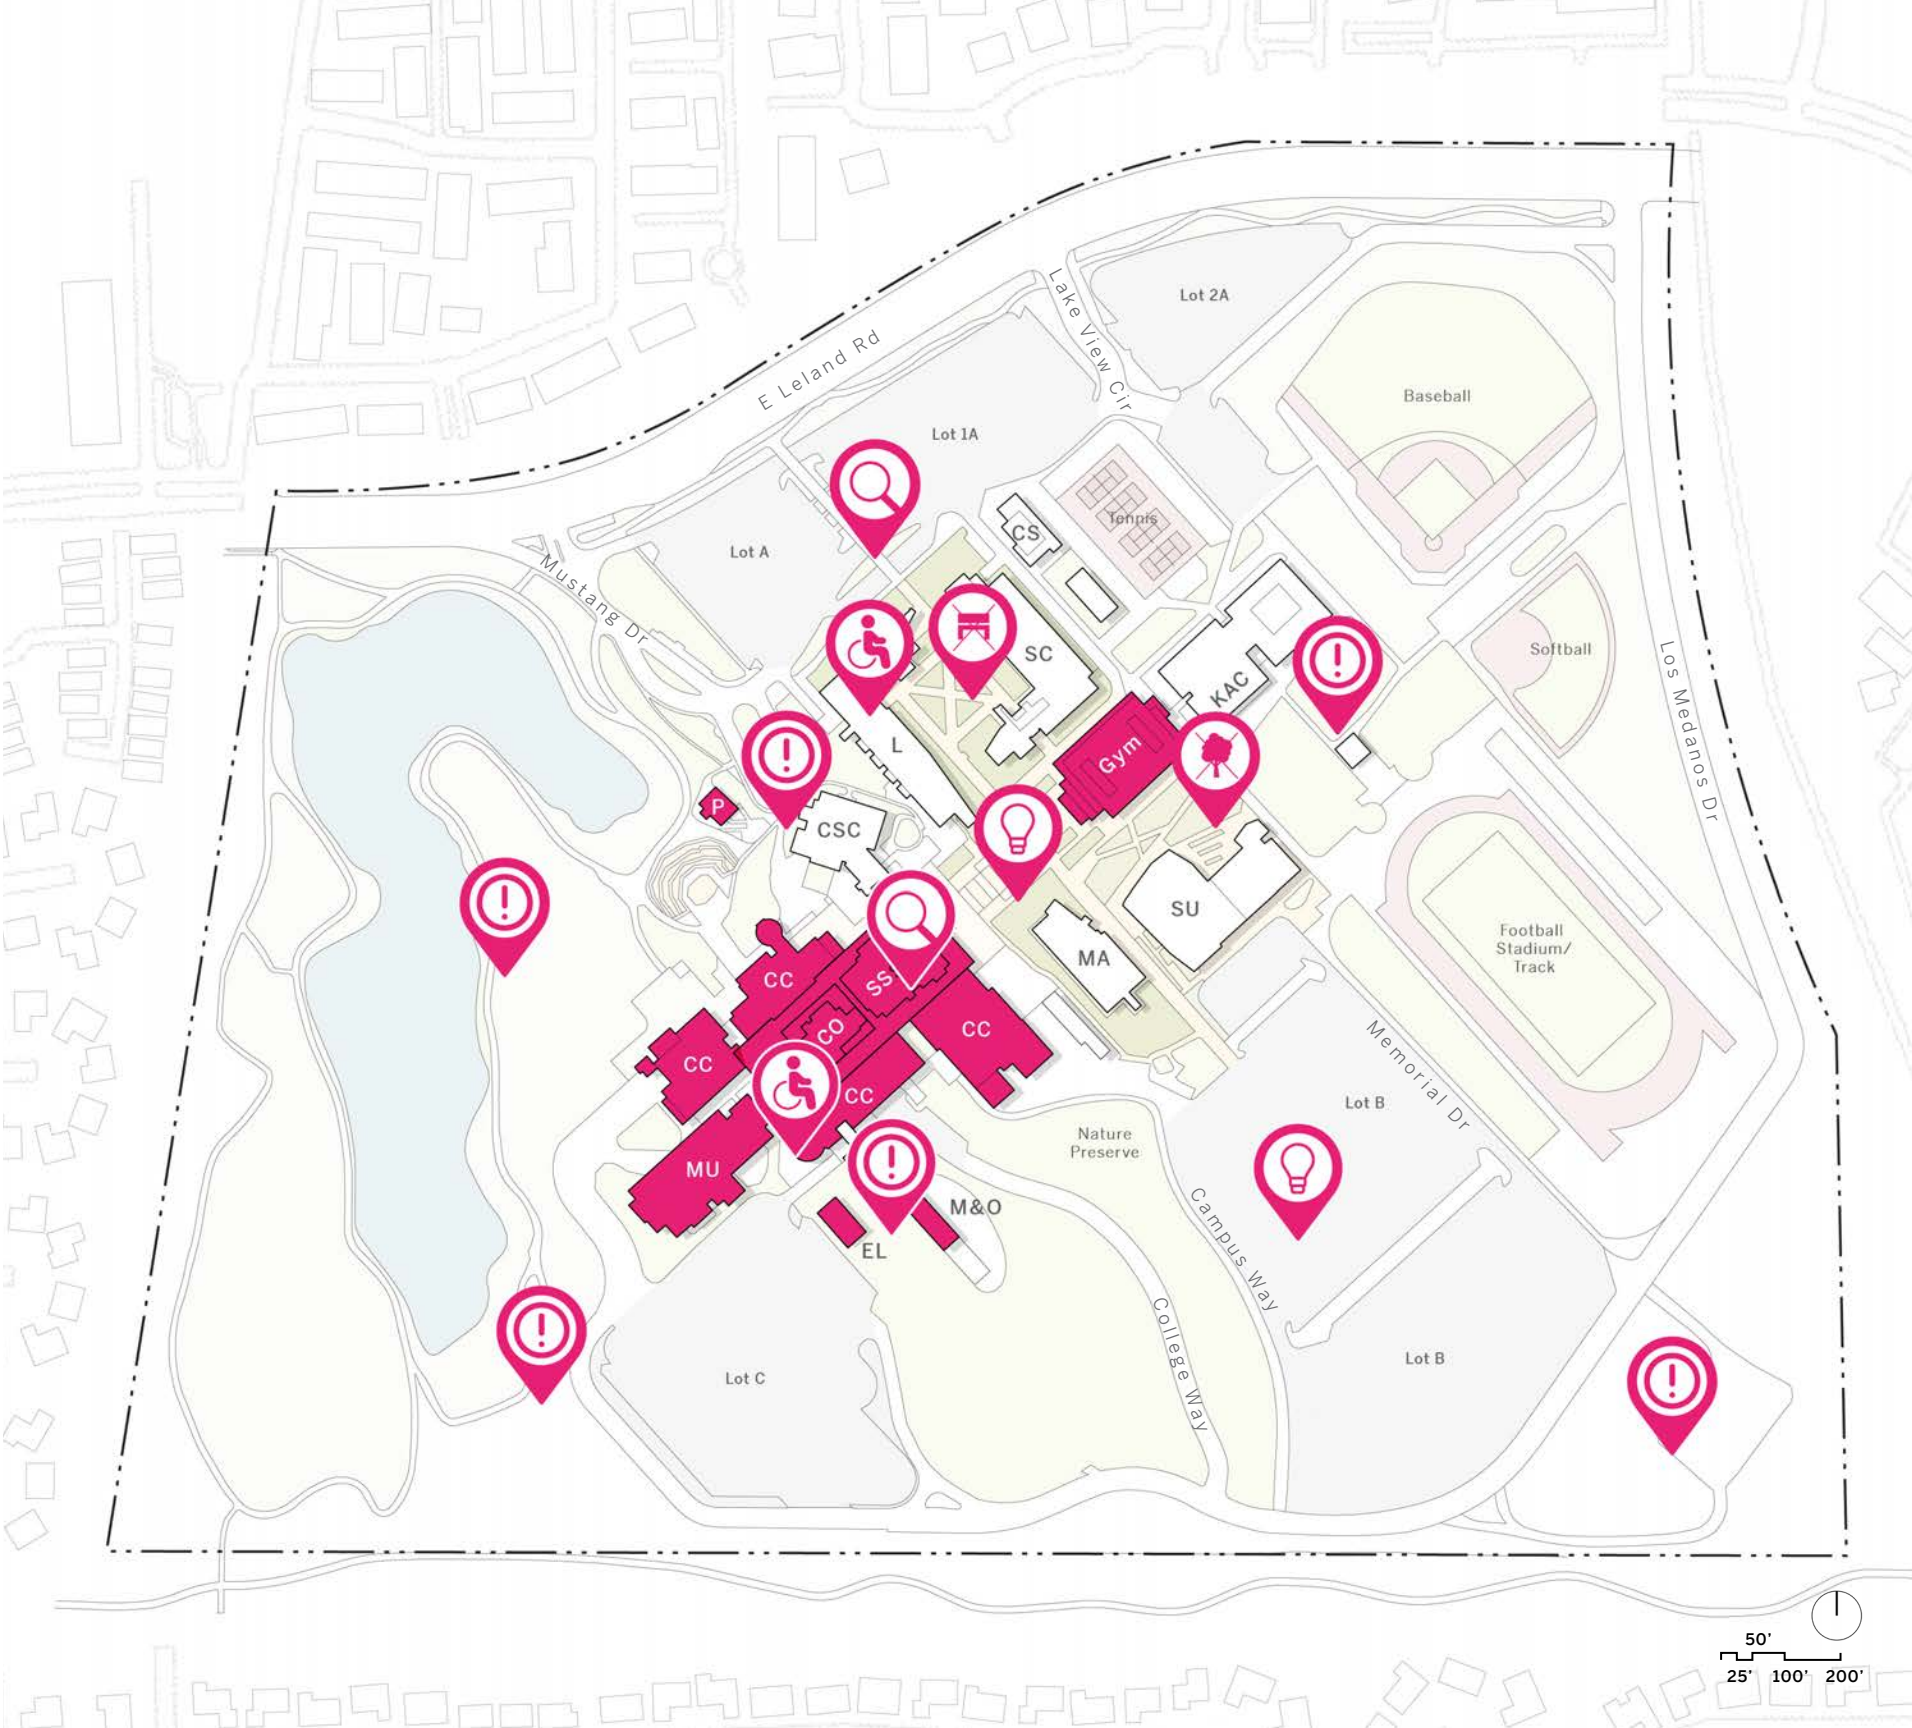 Lot 2A
Lake View Cir
E Leland Rd
Baseball
Lot 1A
CS
Tennis
Lot A
Mustang Dr
SC
Softball
KAC
Los Medanos Dr
L
Gym
P
CSC
SU
MA
Football
Stadium/
Track
CC
SS
CO
CC
CC
CC
Memorial Dr
Lot B
Nature
Preserve
MU
M&O
EL
Campus Way
College Way
Lot B
Lot C
50'
25' 100' 200'